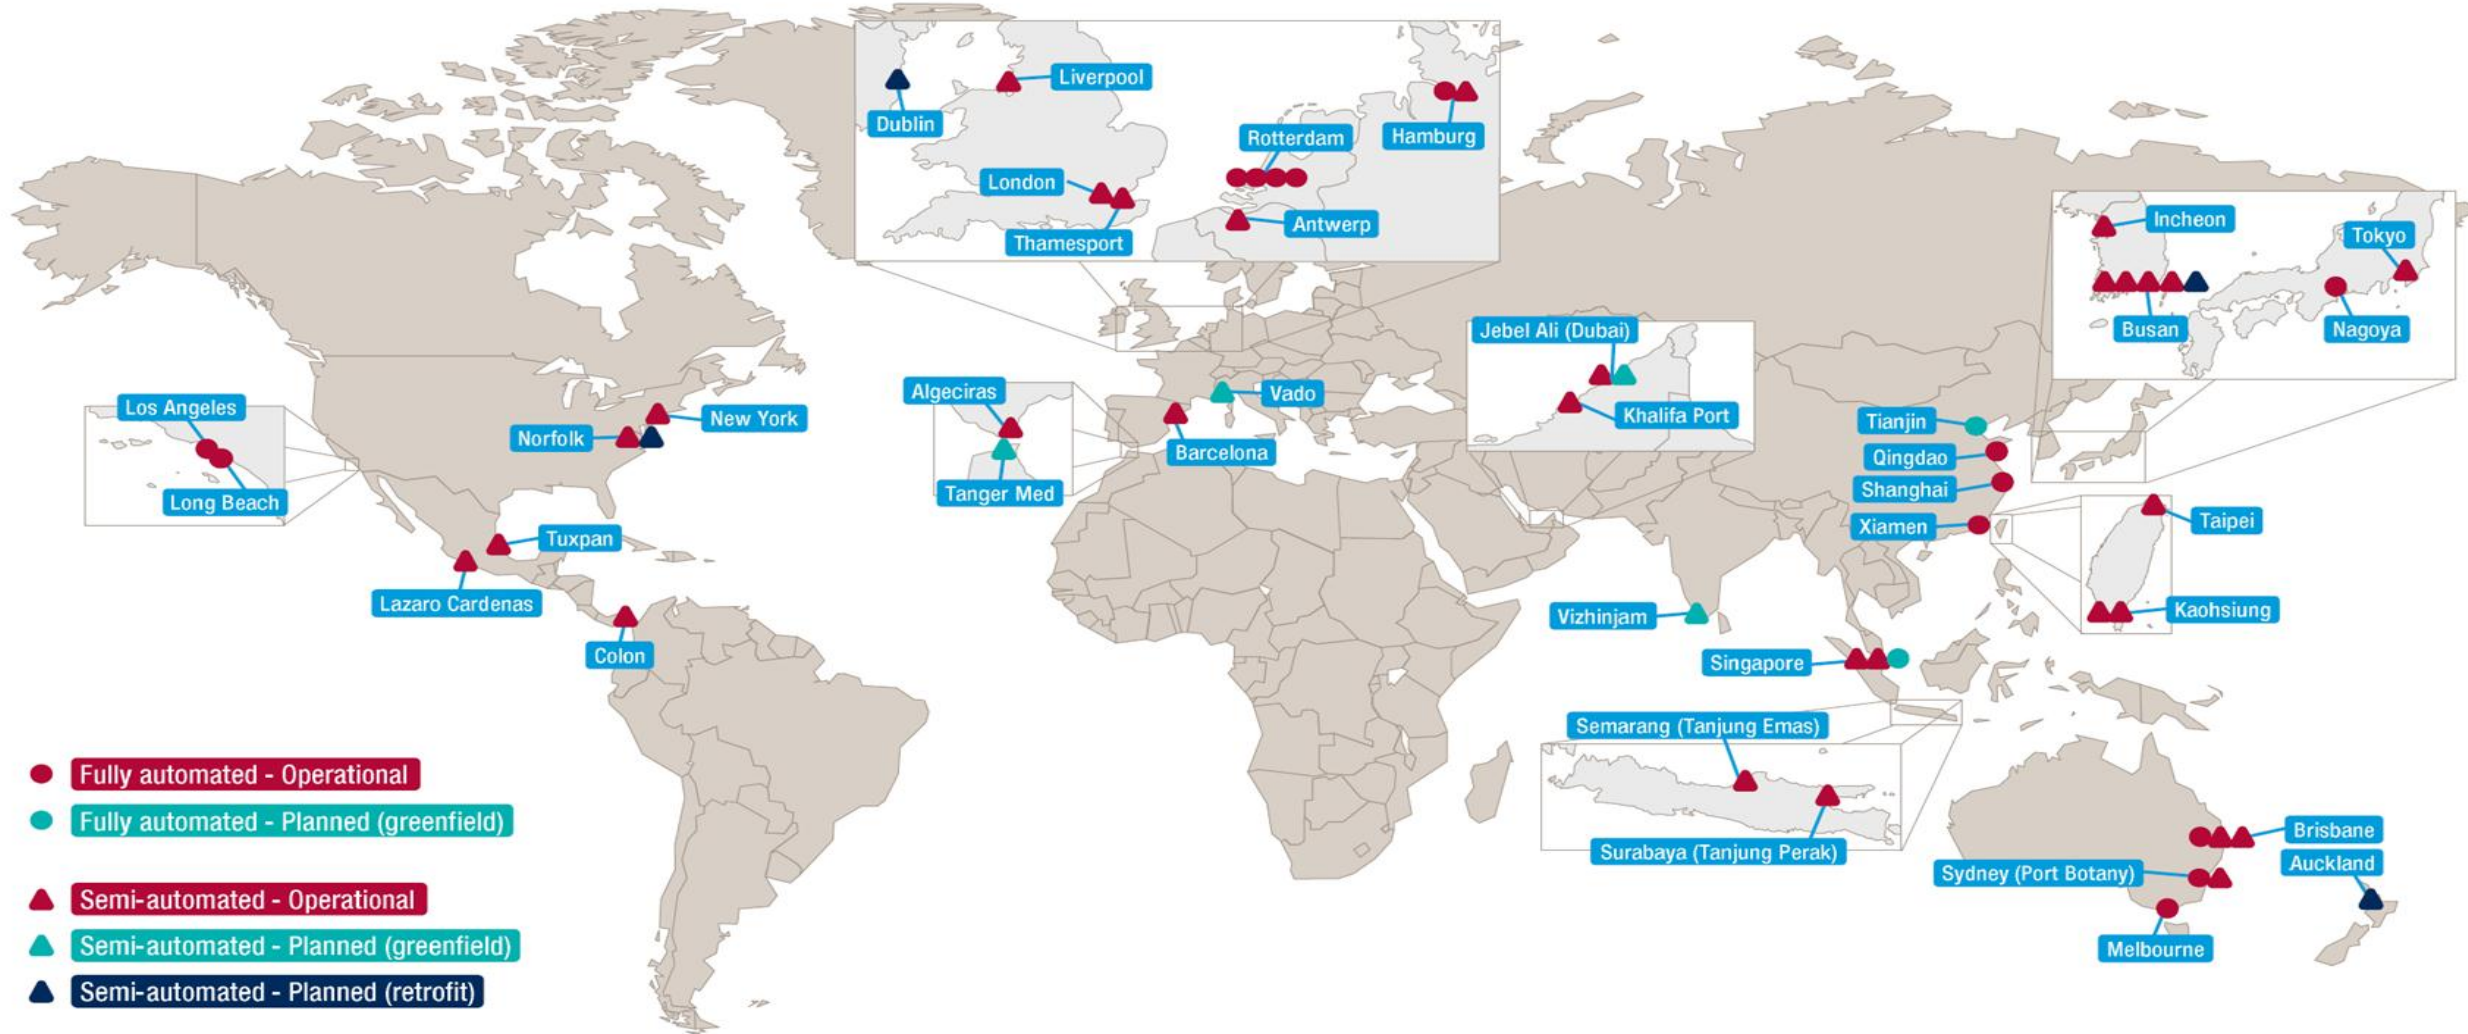 Liverpool
Dublin
Rotterdam
Hamburg
London
Antwerp
Thamesport
Incheon
Tokyo
Busan
Nagoya
Jebel Ali (Dubai)
Khalifa Port
Algeciras
Vado
Barcelona
Tanger Med
Los Angeles
Long Beach
New York
Norfolk
Tuxpan
Lazaro Cardenas
Colon
Tianjin
Qingdao
Shanghai
Xiamen
Taipei
Kaohsiung
Vizhinjam
Singapore
Semarang (Tanjung Emas)
Surabaya (Tanjung Perak)
Brisbane
Auckland
Sydney (Port Botany)
Melbourne
Fully automated - Operational
Fully automated - Planned (greenfield)
Semi-automated - Operational
Semi-automated - Planned (greenfield)
Semi-automated - Planned (retrofit)